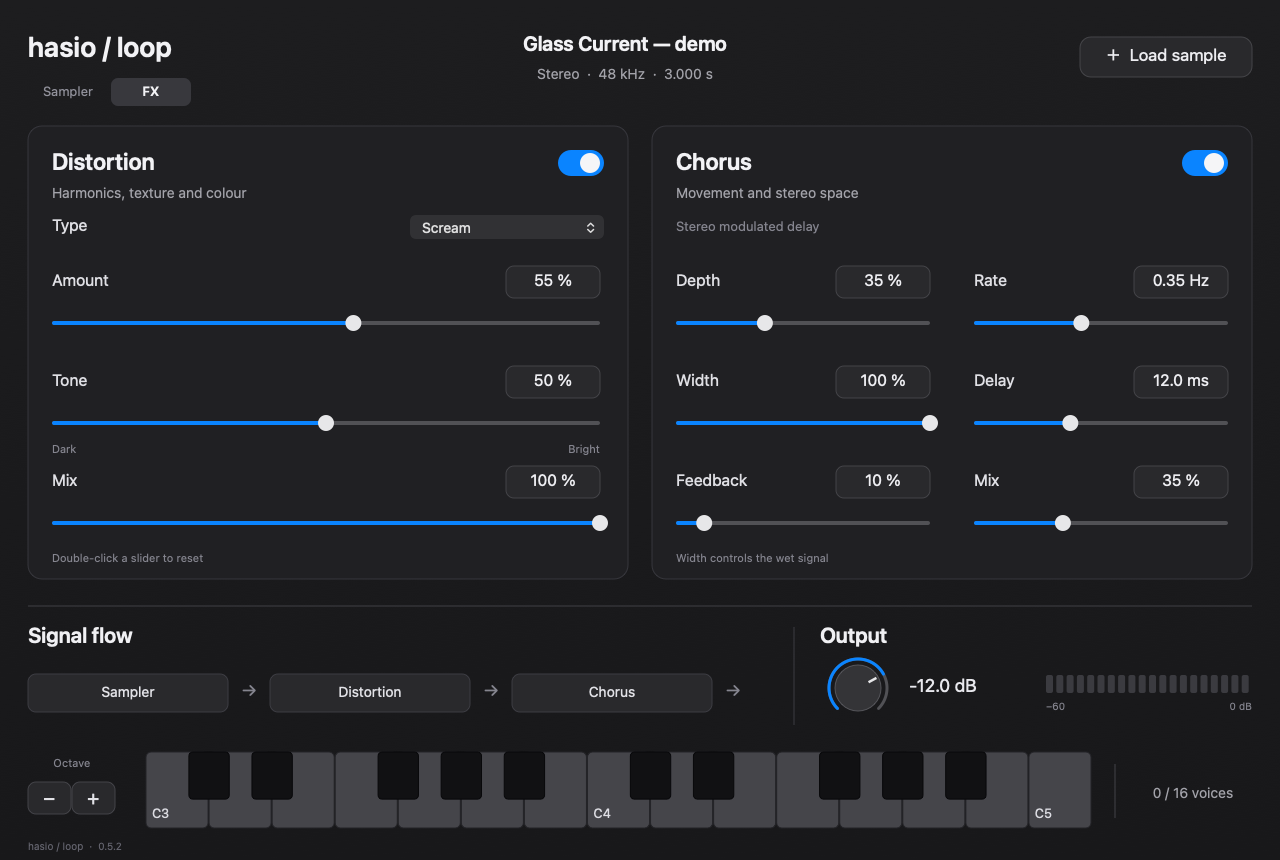 hasio / loop
Glass Current — demo
Stereo · 48 kHz · 3.000 s
+ Load sample
Sampler FX
Distortion
Harmonics, texture and colour
Type Scream
Amount 55 %
Tone 50 %
Dark Bright
Mix 100 %
Double-click a slider to reset
Chorus
Movement and stereo space
Stereo modulated delay
Depth 35 % Rate 0.35 Hz
Width 100 % Delay 12.0 ms
Feedback 10 % Mix 35 %
Width controls the wet signal
Signal flow
Sampler → Distortion → Chorus →
Output
-12.0 dB
−60 0 dB
Octave
− +
C3 C4 C5
0 / 16 voices
hasio / loop · 0.5.2